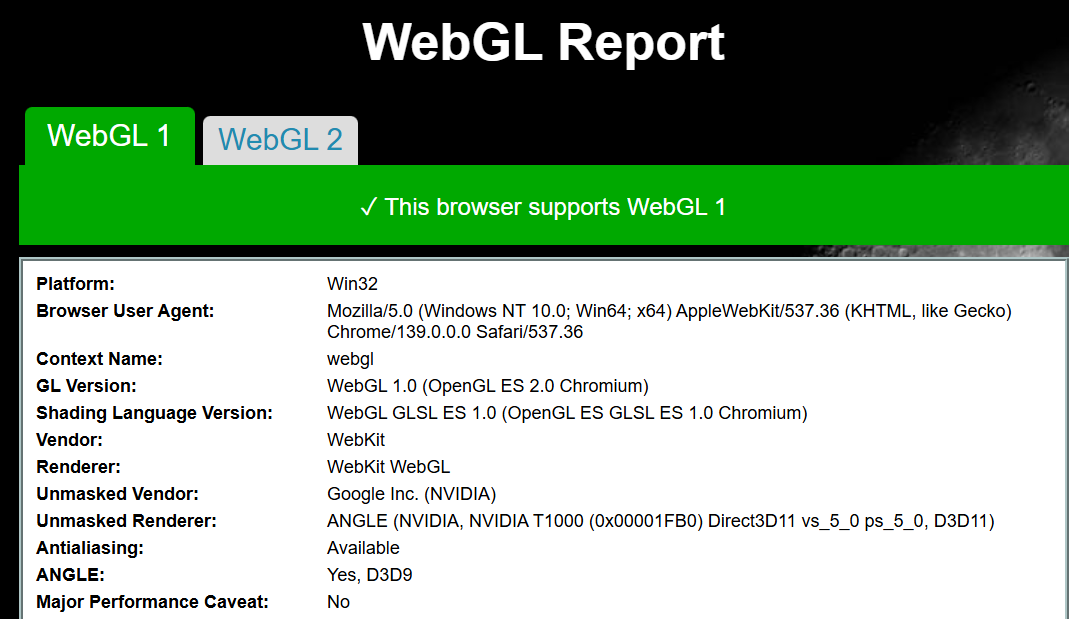 WebGL Report
WebGL 1
WebGL 2
✓ This browser supports WebGL 1
Platform: Win32
Browser User Agent: Mozilla/5.0 (Windows NT 10.0; Win64; x64) AppleWebKit/537.36 (KHTML, like Gecko)
Chrome/139.0.0.0 Safari/537.36
Context Name: webgl
GL Version: WebGL 1.0 (OpenGL ES 2.0 Chromium)
Shading Language Version: WebGL GLSL ES 1.0 (OpenGL ES GLSL ES 1.0 Chromium)
Vendor: WebKit
Renderer: WebKit WebGL
Unmasked Vendor: Google Inc. (NVIDIA)
Unmasked Renderer: ANGLE (NVIDIA, NVIDIA T1000 (0x00001FB0) Direct3D11 vs_5_0 ps_5_0, D3D11)
Antialiasing: Available
ANGLE: Yes, D3D9
Major Performance Caveat: No